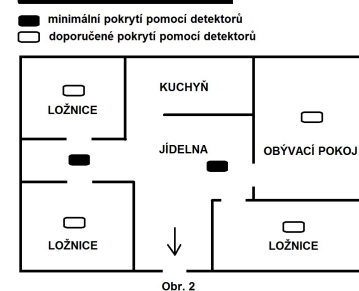 minimální pokrytí pomocí detektorů
doporučené pokrytí pomocí detektorů
KUCHYŇ
LOŽNICE
JÍDELNA
OBÝVACÍ POKOJ
LOŽNICE
LOŽNICE
Obr. 2